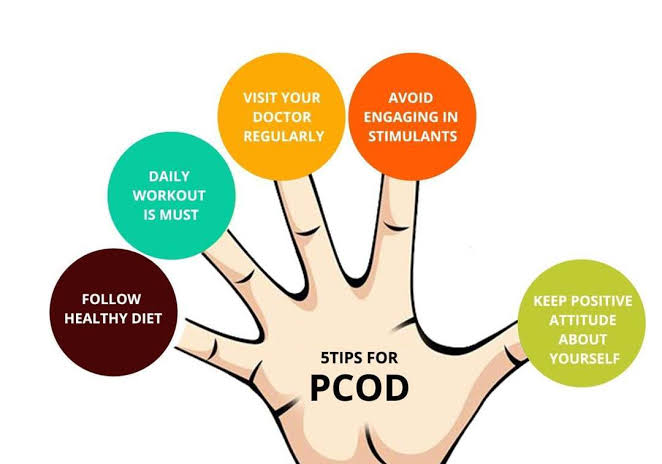 FOLLOW
HEALTHY DIET
DAILY
WORKOUT
IS MUST
VISIT YOUR
DOCTOR
REGULARLY
AVOID
ENGAGING IN
STIMULANTS
KEEP POSITIVE
ATTITUDE
ABOUT
YOURSELF
5TIPS FOR
PCOD